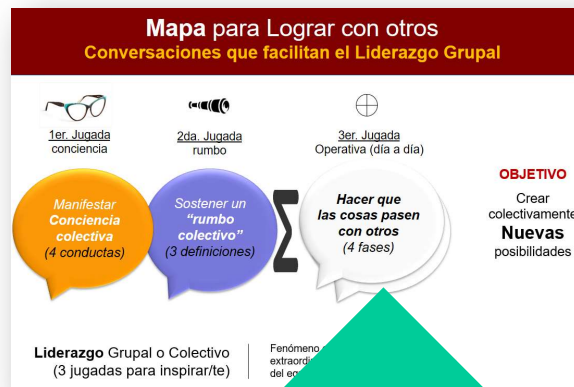 Mapa para Lograr con otros
Conversaciones que facilitan el Liderazgo Grupal
1er. Jugada
conciencia
2da. Jugada
rumbo
3er. Jugada
Operativa (día a día)
Manifestar
Conciencia
colectiva
(4 conductas)
Sostener un
“rumbo
colectivo”
(3 definiciones)
Σ
Hacer que
las cosas pasen
con otros
(4 fases)
OBJETIVO
Crear
colectivamente
Nuevas
posibilidades
Liderazgo Grupal o Colectivo
(3 jugadas para inspirar/te)
Fenómeno
del